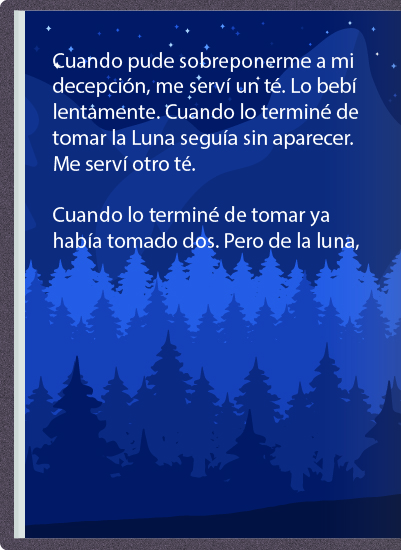 Cuando pude sobreponerme a mi
decepción, me serví un té. Lo bebí
lentamente. Cuando lo terminé de
tomar la Luna seguía sin aparecer.
Me serví otro té.
Cuando lo terminé de tomar ya
había tomado dos. Pero de la luna,